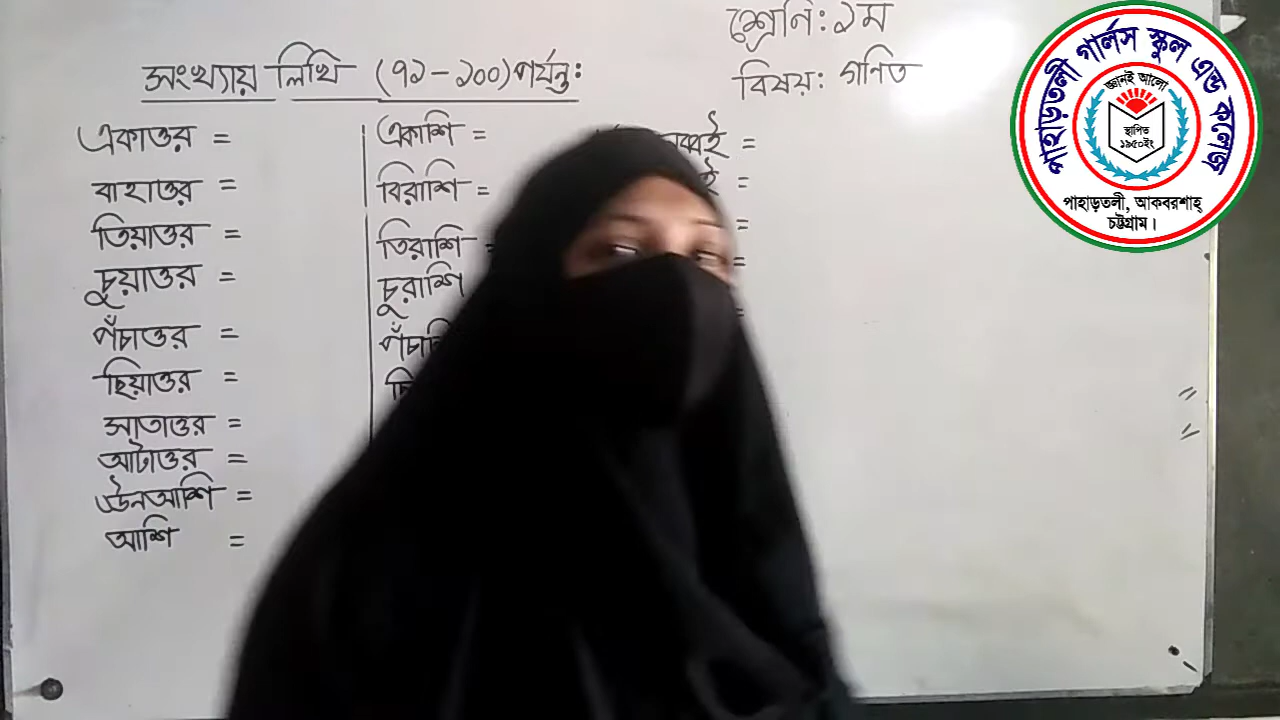 শ্রেণি: ১ম
বিষয়: গণিত
সংখ্যায় লিখি (৭১-১০০) পর্যন্ত:
একাত্তর =
বাহাত্তর =
তিয়াত্তর =
চুয়াত্তর =
পঁচাত্তর =
ছিয়াত্তর =
সাতাত্তর =
আটাত্তর =
ঊনআশি =
আশি =
একাশি =
বিরাশি =
তিরাশি =
চুরাশি
=
=
=
=
পাহাড়তলী গার্লস স্কুল এন্ড কলেজ
জ্ঞানই আলো
স্থাপিত
১৯৫০ইং
পাহাড়তলী, আকবরশাহ্
চট্টগ্রাম।